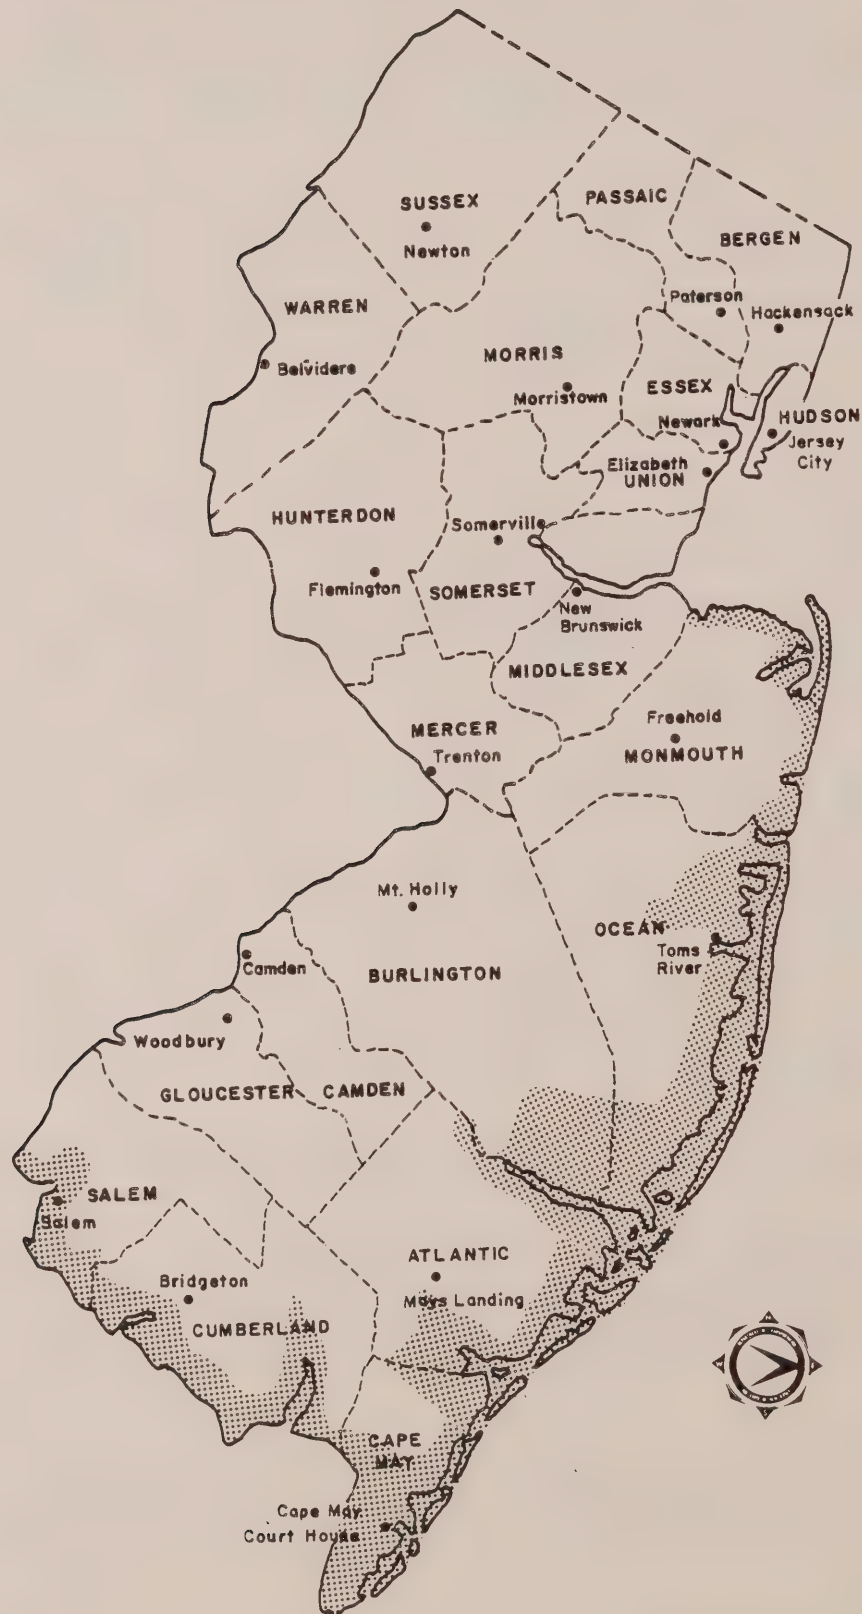 SUSSEX
Newton
PASSAIC
BERGEN
WARREN
Paterson
Hackensack
Belvidere
MORRIS
Morristown
ESSEX
Newark
HUDSON
Jersey
City
Elizabeth
UNION
HUNTERDON
Somerville
Flemington
SOMERSET
New
Brunswick
MIDDLESEX
MERCER
Trenton
Freehold
MONMOUTH
Mt. Holly
OCEAN
Toms
River
Camden
BURLINGTON
Woodbury
GLOUCESTER
CAMDEN
SALEM
Salem
ATLANTIC
Mays Landing
Bridgeton
CUMBERLAND
CAPE
MAY
Cape May
Court House